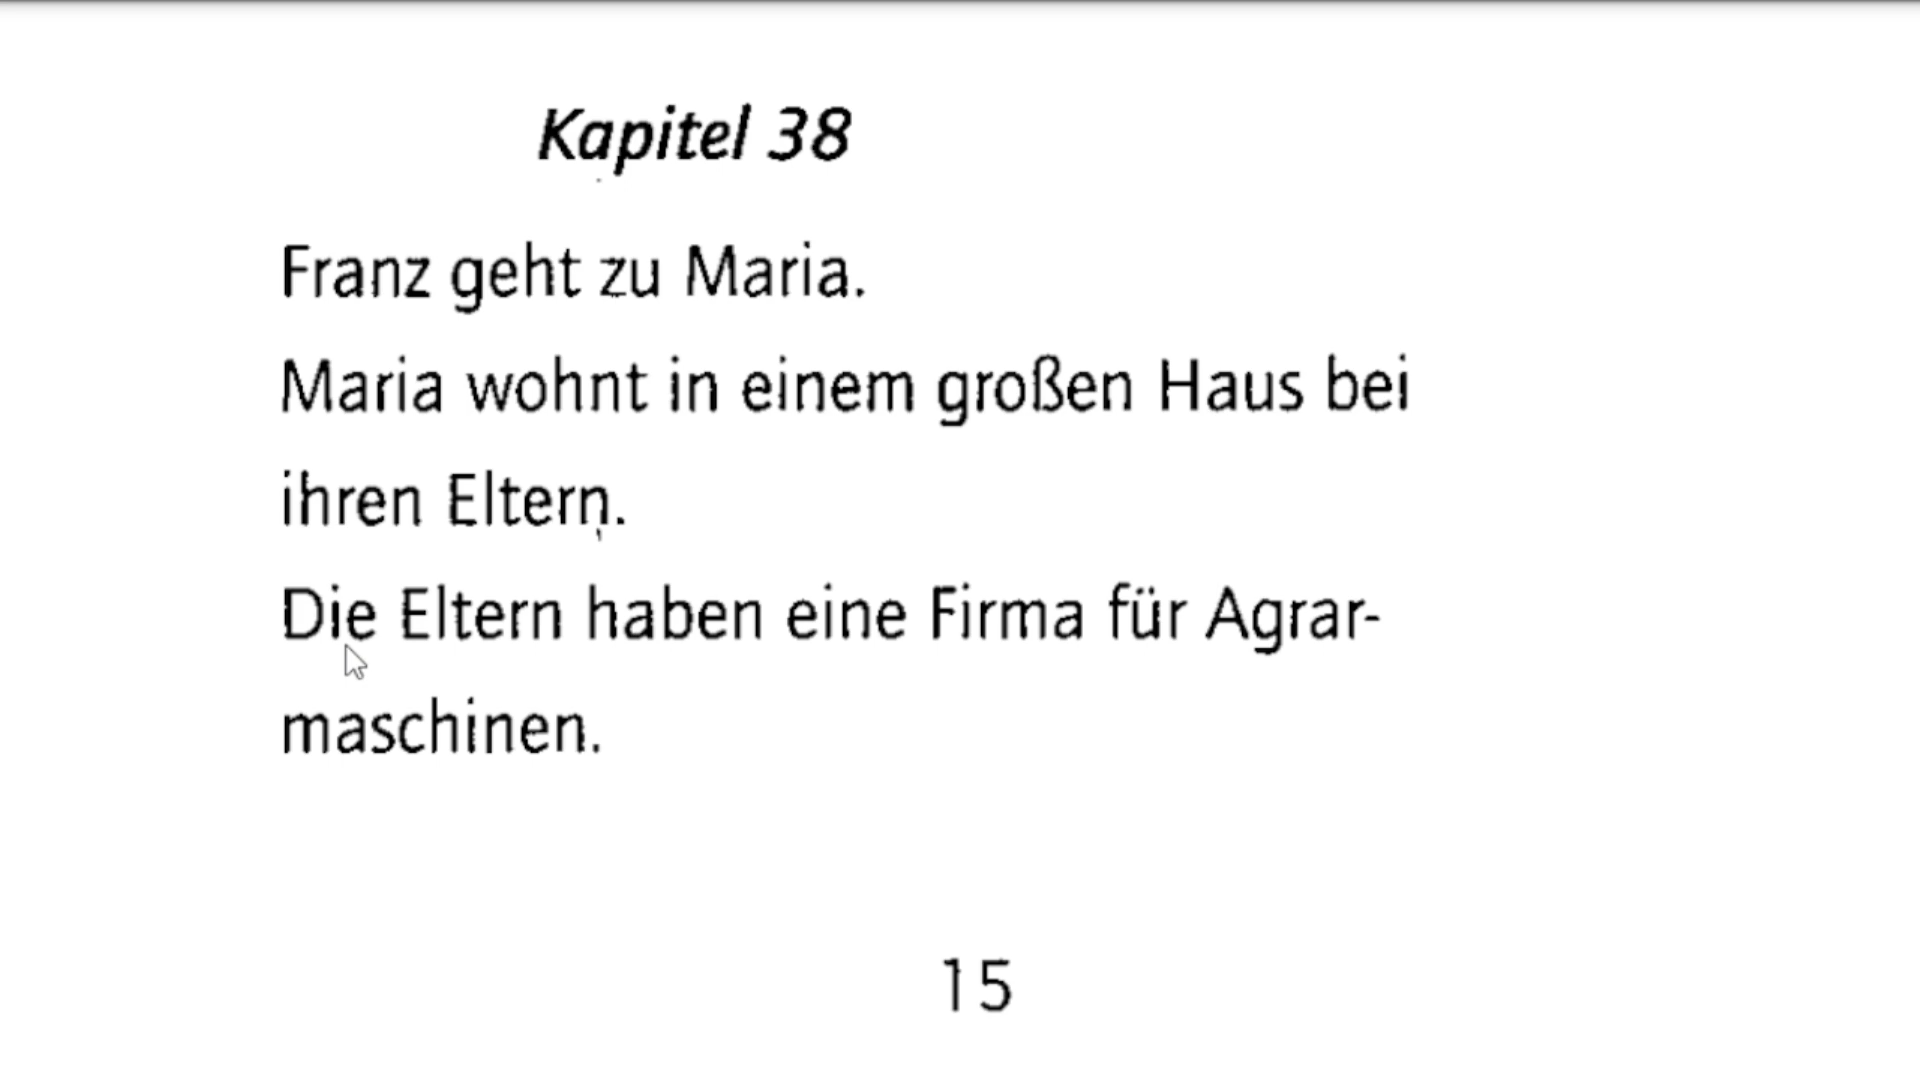 Kapitel 38
Franz geht zu Maria.
Maria wohnt in einem großen Haus bei
ihren Eltern.
Die Eltern haben eine Firma für Agrar-
maschinen.
15